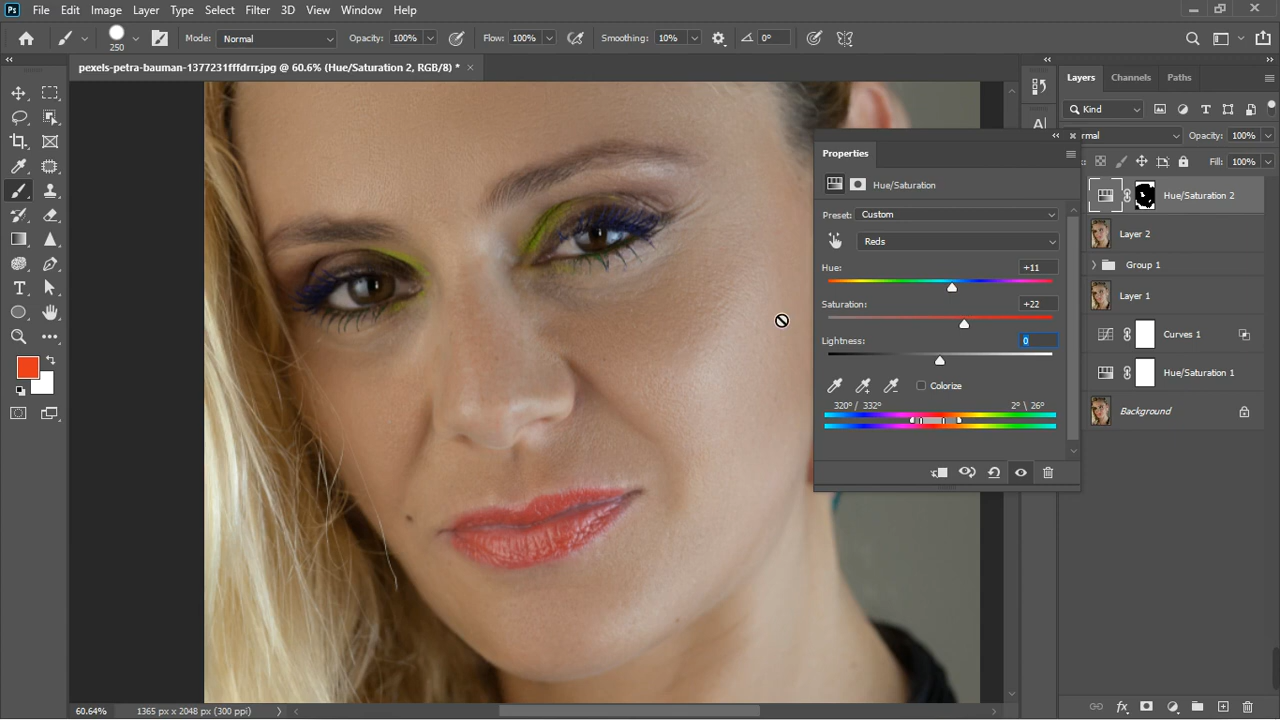 Ps File Edit Image Layer Type Select Filter 3D View Window Help
250 Mode: Normal Opacity: 100% Flow: 100% Smoothing: 10% 0°
pexels-petra-bauman-1377231fffdrrr.jpg @ 60.6% (Hue/Saturation 2, RGB/8) *
Layers Channels Paths
Kind
rmal Opacity: 100%
Fill: 100%
Properties
Hue/Saturation
Preset: Custom
Reds
Hue: +11
Saturation: +22
Lightness: 0
Colorize
320° / 332° 2° \ 26°
Hue/Saturation 2
Layer 2
Group 1
Layer 1
Curves 1
Hue/Saturation 1
Background
60.64% 1365 px x 2048 px (300 ppi)